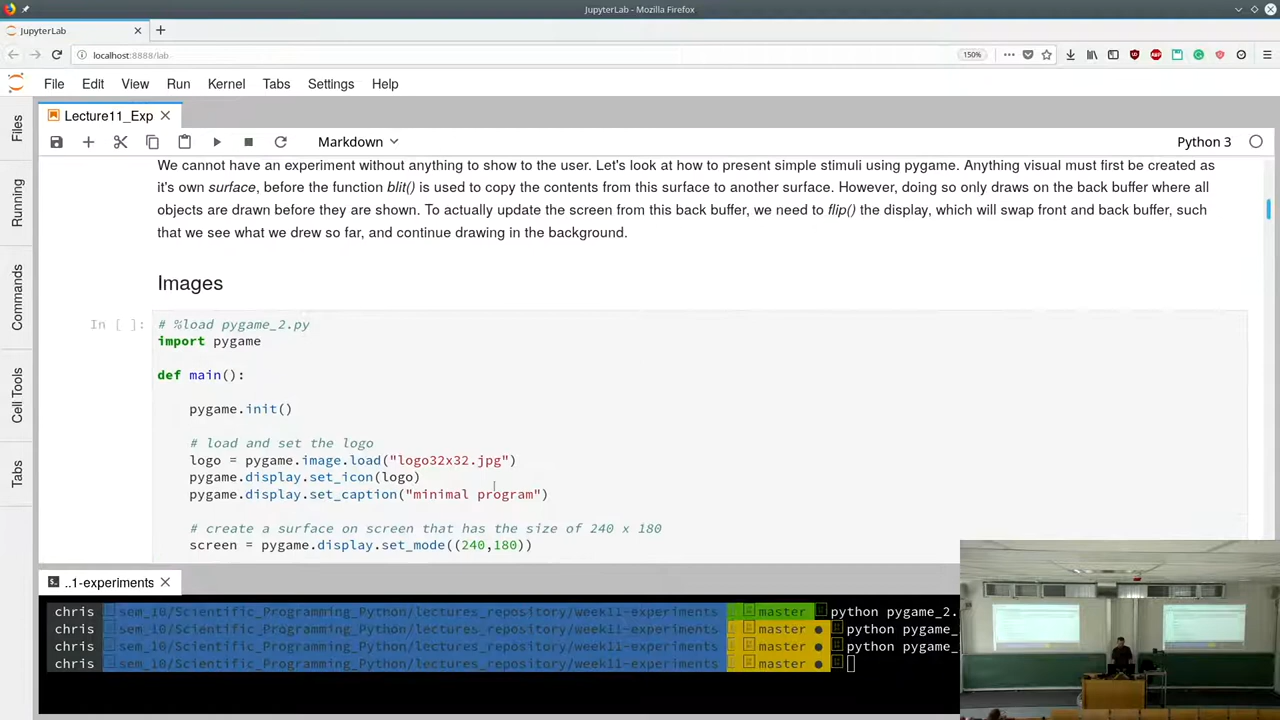 JupyterLab - Mozilla Firefox
JupyterLab
localhost:8888/lab
150%
File Edit View Run Kernel Tabs Settings Help
Lecture11_Exp
Markdown
Python 3
Files
Running
Commands
Cell Tools
Tabs
We cannot have an experiment without anything to show to the user. Let's look at how to present simple stimuli using pygame. Anything visual must first be created as
it's own surface, before the function blit() is used to copy the contents from this surface to another surface. However, doing so only draws on the back buffer where all
objects are drawn before they are shown. To actually update the screen from this back buffer, we need to flip() the display, which will swap front and back buffer, such
that we see what we drew so far, and continue drawing in the background.
Images
In [ ]:
# %load pygame_2.py
import pygame
def main():
pygame.init()
# load and set the logo
logo = pygame.image.load("logo32x32.jpg")
pygame.display.set_icon(logo)
pygame.display.set_caption("minimal program")
# create a surface on screen that has the size of 240 x 180
screen = pygame.display.set_mode((240,180))
..1-experiments
chris sem_10/Scientific_Programming_Python/lectures_repository/week11-experiments master python pygame_2.
chris sem_10/Scientific_Programming_Python/lectures_repository/week11-experiments master ● python pygame_
chris sem_10/Scientific_Programming_Python/lectures_repository/week11-experiments master ● python pygame_
chris sem_10/Scientific_Programming_Python/lectures_repository/week11-experiments master ●